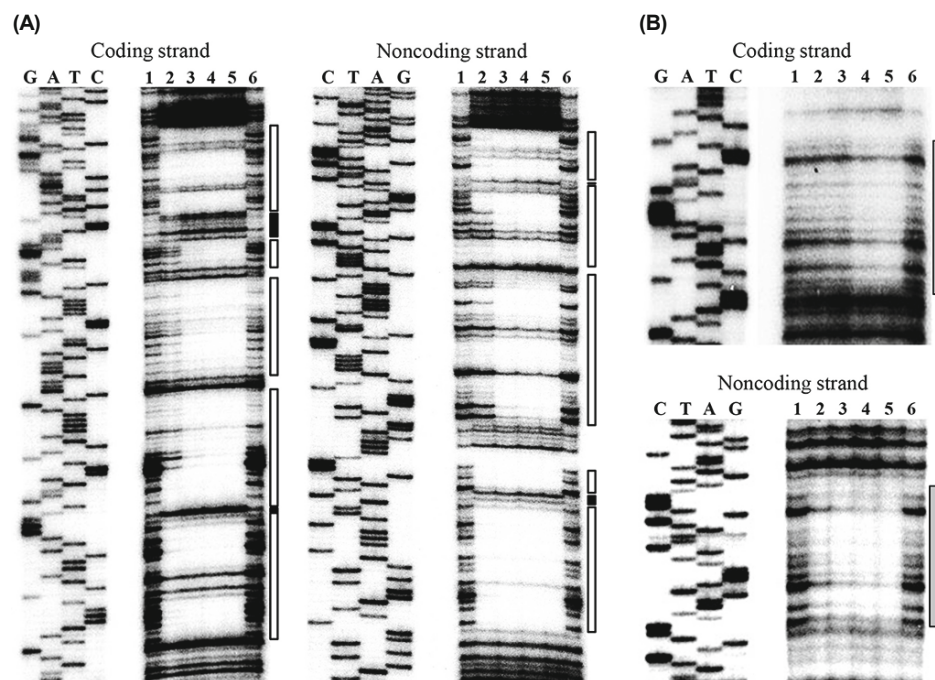 (A)
Coding strand
G A T C 1 2 3 4 5 6
Noncoding strand
C T A G 1 2 3 4 5 6
(B)
Coding strand
G A T C 1 2 3 4 5 6
Noncoding strand
C T A G 1 2 3 4 5 6